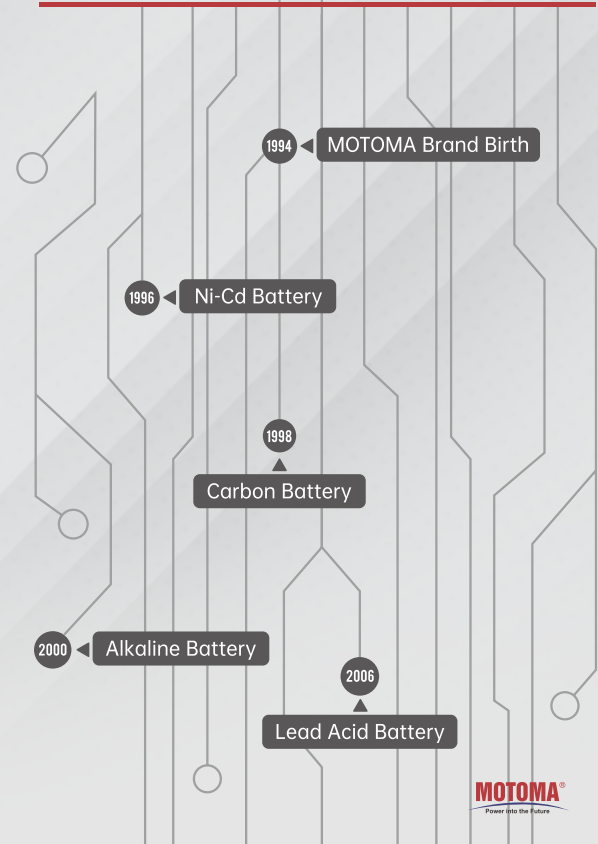 1994 MOTOMA Brand Birth
1996 Ni-Cd Battery
1998
Carbon Battery
2000 Alkaline Battery
2006
Lead Acid Battery
MOTOMA®
Power into the Future